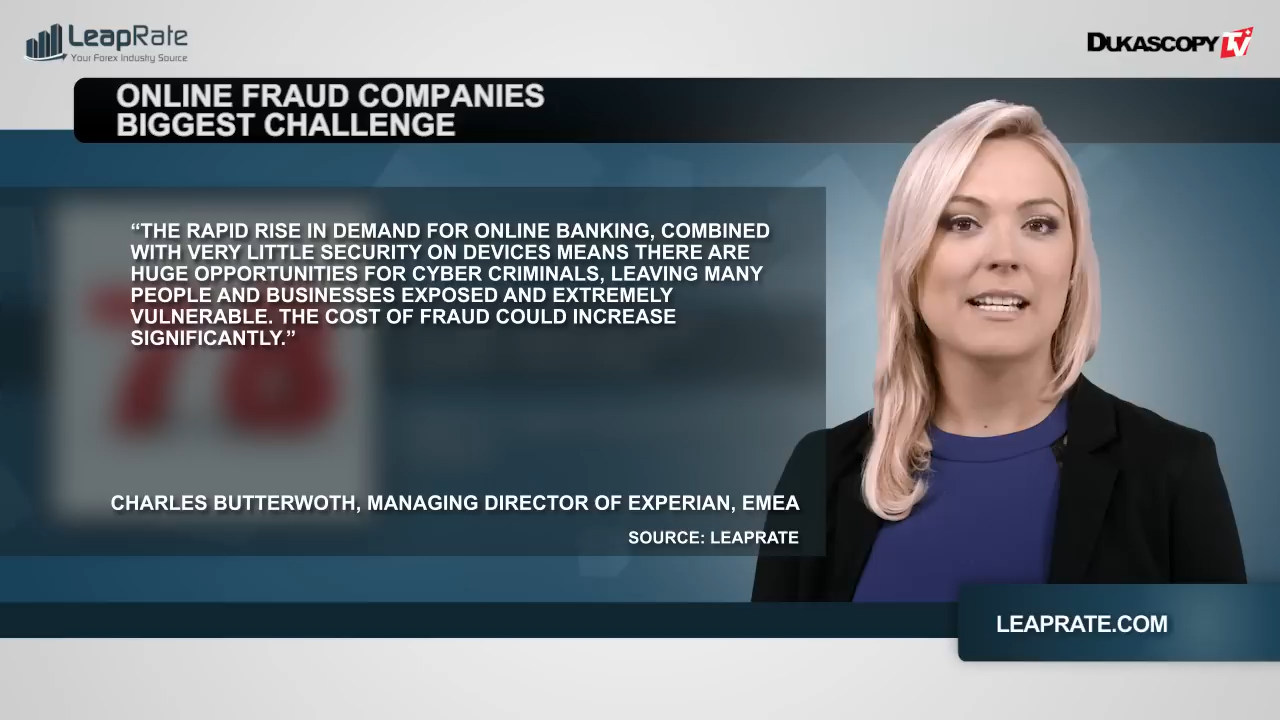 LeapRate
Your Forex Industry Source
DUKASCOPY TV
ONLINE FRAUD COMPANIES
BIGGEST CHALLENGE
“THE RAPID RISE IN DEMAND FOR ONLINE BANKING, COMBINED
WITH VERY LITTLE SECURITY ON DEVICES MEANS THERE ARE
HUGE OPPORTUNITIES FOR CYBER CRIMINALS, LEAVING MANY
PEOPLE AND BUSINESSES EXPOSED AND EXTREMELY
VULNERABLE. THE COST OF FRAUD COULD INCREASE
SIGNIFICANTLY.”
CHARLES BUTTERWOTH, MANAGING DIRECTOR OF EXPERIAN, EMEA
SOURCE: LEAPRATE
LEAPRATE.COM